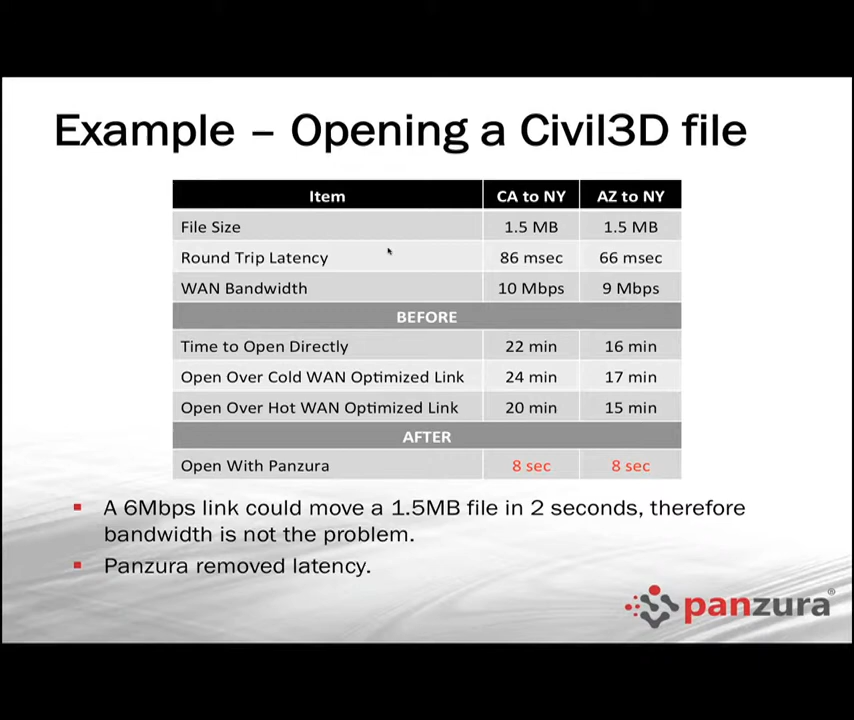 Example – Opening a Civil3D file
Item CA to NY AZ to NY
File Size 1.5 MB 1.5 MB
Round Trip Latency 86 msec 66 msec
WAN Bandwidth 10 Mbps 9 Mbps
BEFORE
Time to Open Directly 22 min 16 min
Open Over Cold WAN Optimized Link 24 min 17 min
Open Over Hot WAN Optimized Link 20 min 15 min
AFTER
Open With Panzura 8 sec 8 sec
▪ A 6Mbps link could move a 1.5MB file in 2 seconds, therefore
bandwidth is not the problem.
▪ Panzura removed latency.
panzura®